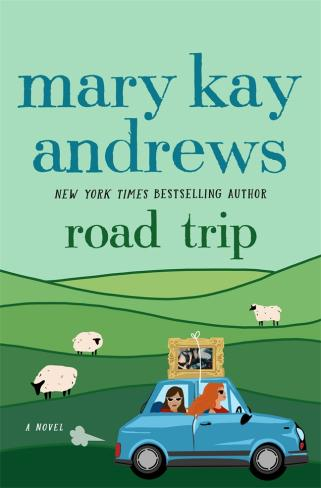 mary kay
andrews
NEW YORK TIMES BESTSELLING AUTHOR
road trip
A NOVEL